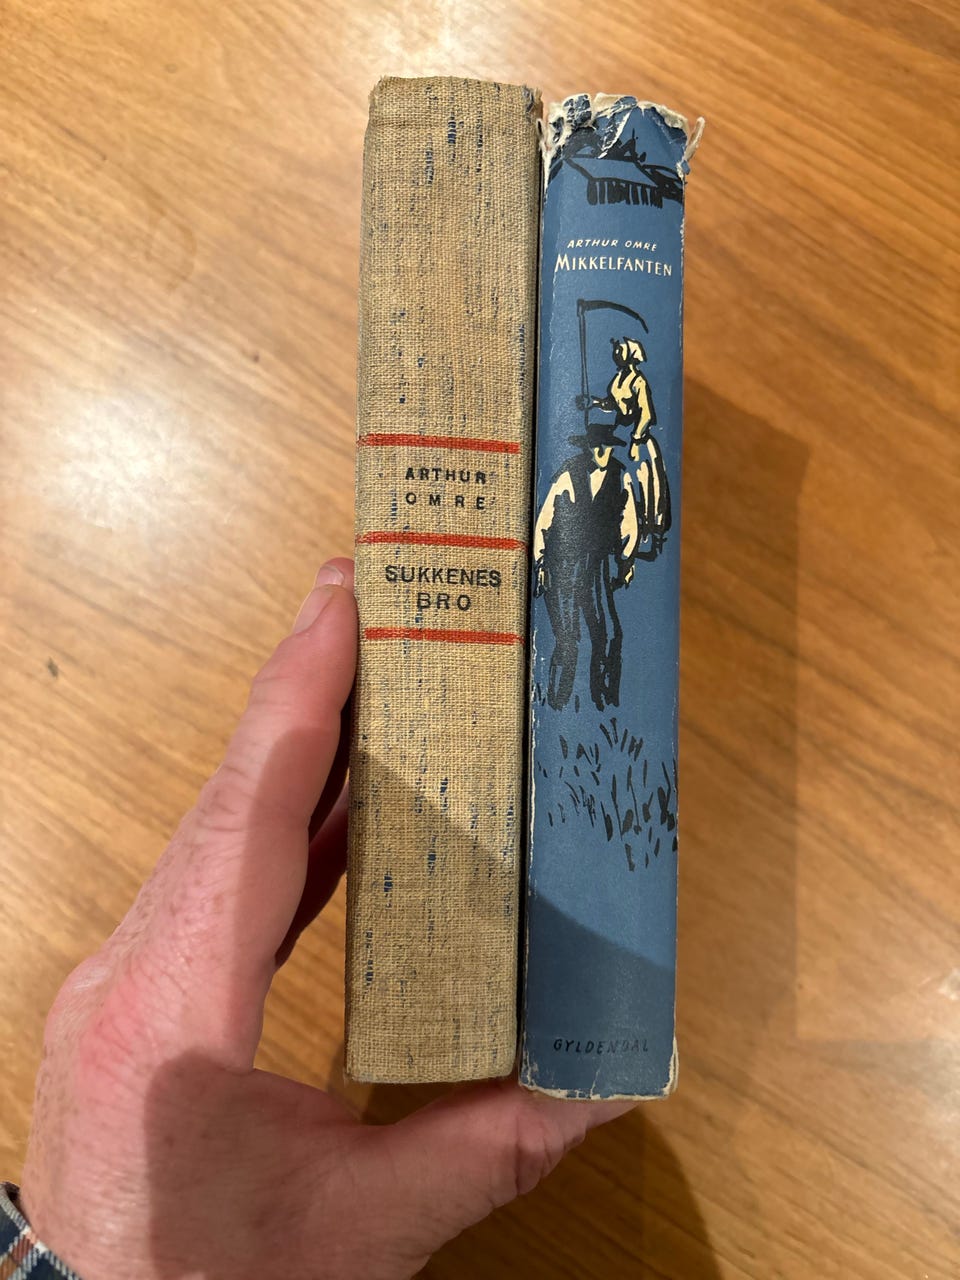 ARTHUR
OMRE
SUKKENES
BRO
ARTHUR OMRE
MIKKELFANTEN
GYLDENDAL